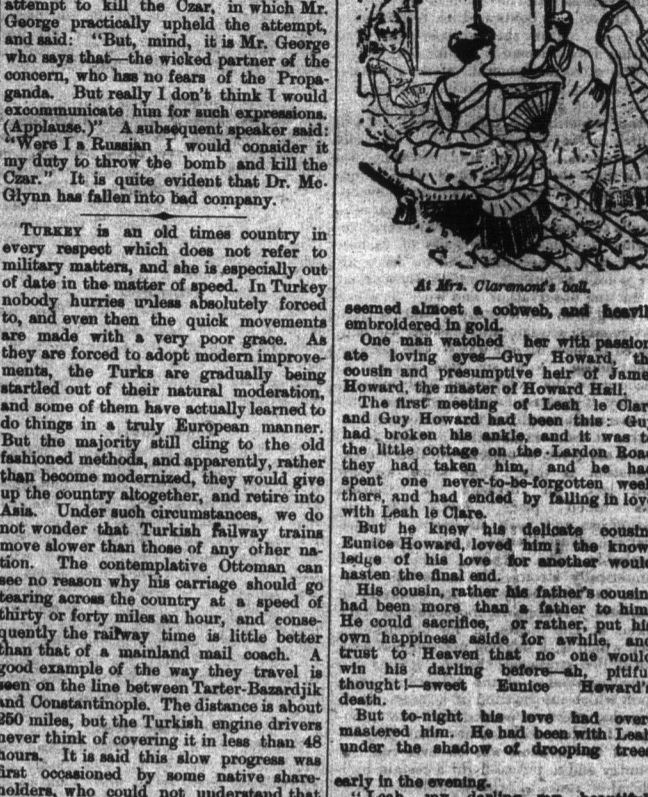 attempt to kill the Czar, in which Mr.
George practically upheld the attempt,
and said: "But, mind, it is Mr. George
who says that—the wicked partner of the
concern, who has no fears of the Propa-
ganda. But really I don't think I would
excommunicate him for such expressions.
(Applause.)" A subsequent speaker said:
"Were I a Russian I would consider it
my duty to throw the bomb and kill the
Czar." It is quite evident that Dr. Mc-
Glynn has fallen into bad company.
TURKEY is an old times country in
every respect which does not refer to
military matters, and she is especially out
of date in the matter of speed. In Turkey
nobody hurries unless absolutely forced
to, and even then the quick movements
are made with a very poor grace. As
they are forced to adopt modern improve-
ments, the Turks are gradually being
startled out of their natural moderation,
and some of them have actually learned to
do things in a truly European manner.
But the majority still cling to the old
fashioned methods, and apparently, rather
than become modernized, they would give
up the country altogether, and retire into
Asia. Under such circumstances, we do
not wonder that Turkish railway trains
move slower than those of any other na-
tion. The contemplative Ottoman can
see no reason why his carriage should go
tearing across the country at a speed of
thirty or forty miles an hour, and conse-
quently the railway time is little better
than that of a mainland mail coach. A
good example of the way they travel is
seen on the line between Tarter-Bazardjik
and Constantinople. The distance is about
250 miles, but the Turkish engine drivers
never think of covering it in less than 48
hours. It is said this slow progress was
first occasioned by some native share-
holders, who could not understand that
At Mrs. Claremont's ball.
seemed almost a cobweb, and heavil
embroidered in gold.
One man watched her with passion
ate loving eyes—Guy Howard, th
cousin and presumptive heir of Jame
Howard, the master of Howard Hall.
The first meeting of Leah le Clar
and Guy Howard had been this: Guy
had broken his ankle, and it was t
the little cottage on the Lardon Roa
they had taken him, and he had
spent one never-to-be-forgotten week
there, and had ended by falling in lov
with Leah le Clare.
But he knew his delicate cousin
Eunice Howard, loved him; the know
ledge of his love for another woul
hasten the final end.
His cousin, rather his father's cousin
had been more than a father to him
He could sacrifice, or rather, put hi
own happiness aside for awhile, and
trust to Heaven that no one woul
win his darling before—ah, pitifu
thought!—sweet Eunice Howard's
death.
But to-night his love had over
mastered him. He had been with Leah
under the shadow of drooping trees
early in the evening.